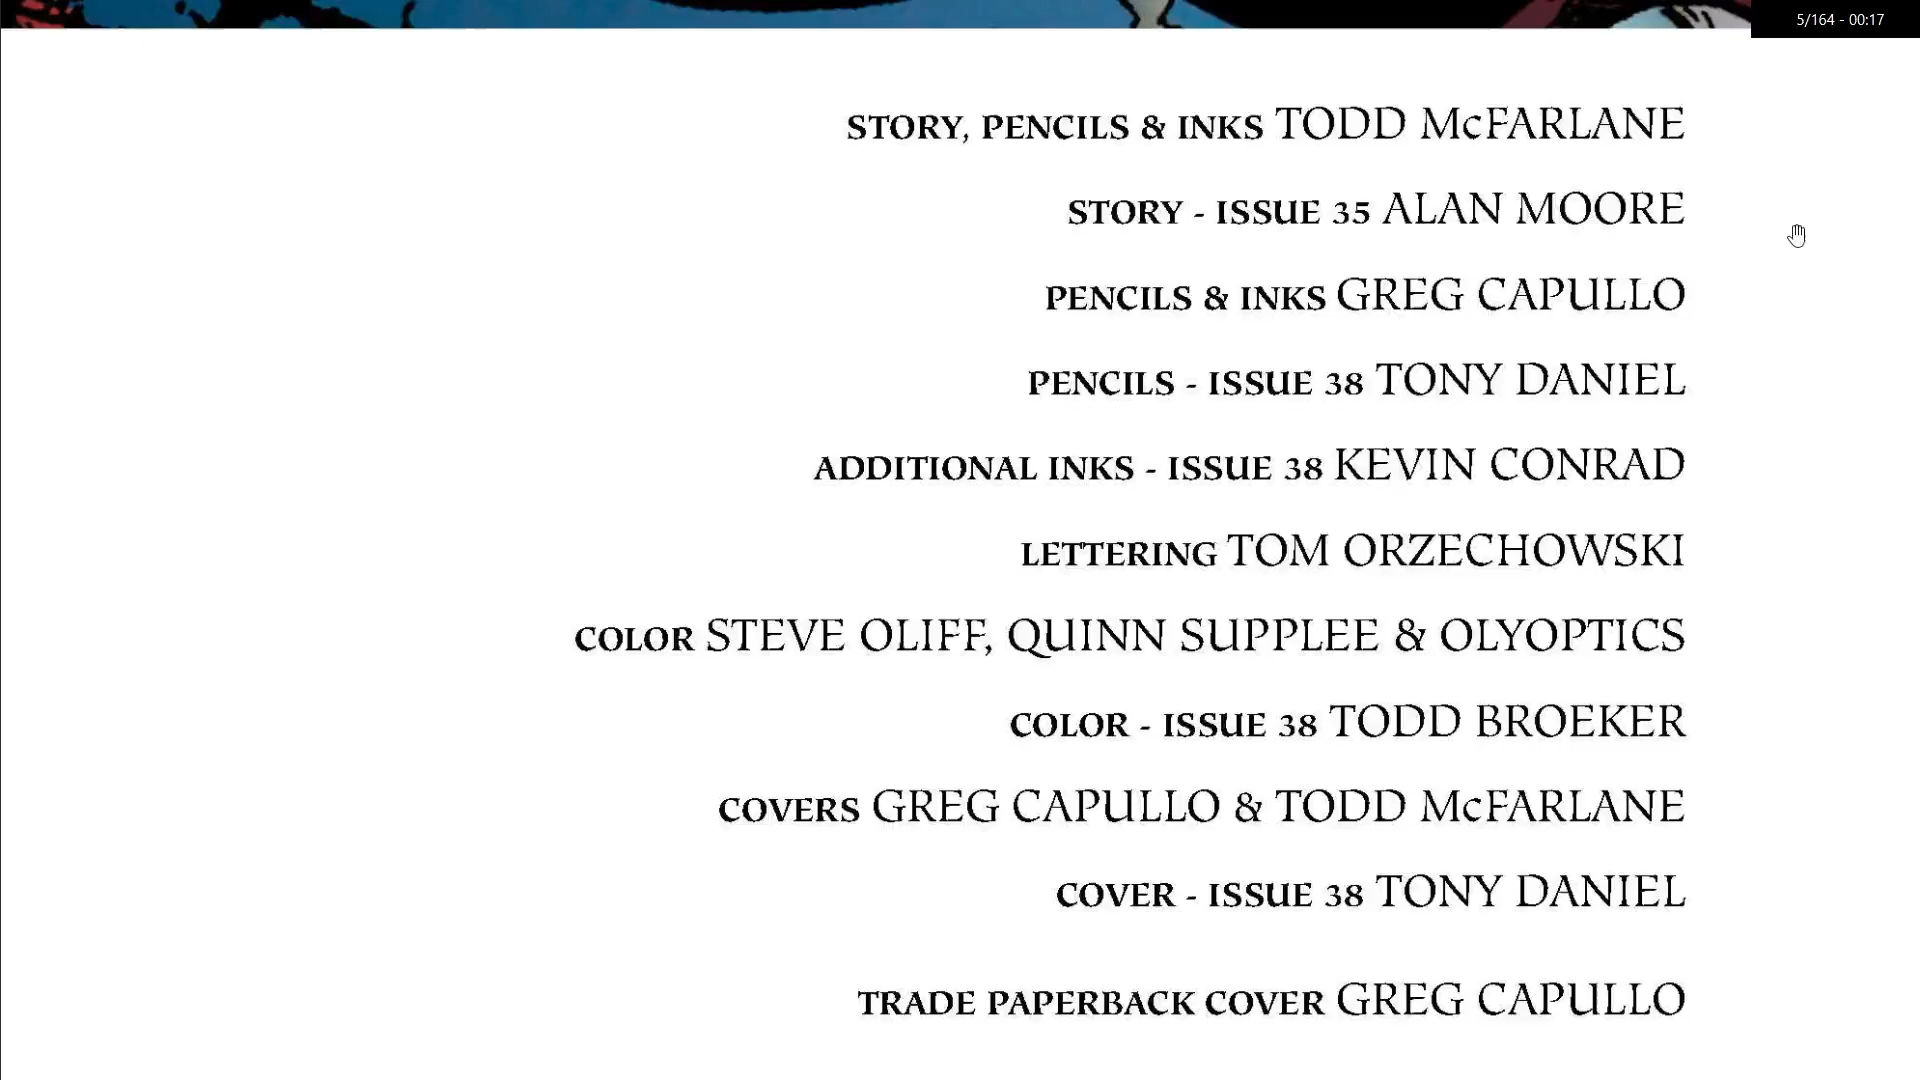 5/164 - 00:17
STORY, PENCILS & INKS TODD McFARLANE
STORY - ISSUE 35 ALAN MOORE
PENCILS & INKS GREG CAPULLO
PENCILS - ISSUE 38 TONY DANIEL
ADDITIONAL INKS - ISSUE 38 KEVIN CONRAD
LETTERING TOM ORZECHOWSKI
COLOR STEVE OLIFF, QUINN SUPPLEE & OLYOPTICS
COLOR - ISSUE 38 TODD BROEKER
COVERS GREG CAPULLO & TODD McFARLANE
COVER - ISSUE 38 TONY DANIEL
TRADE PAPERBACK COVER GREG CAPULLO